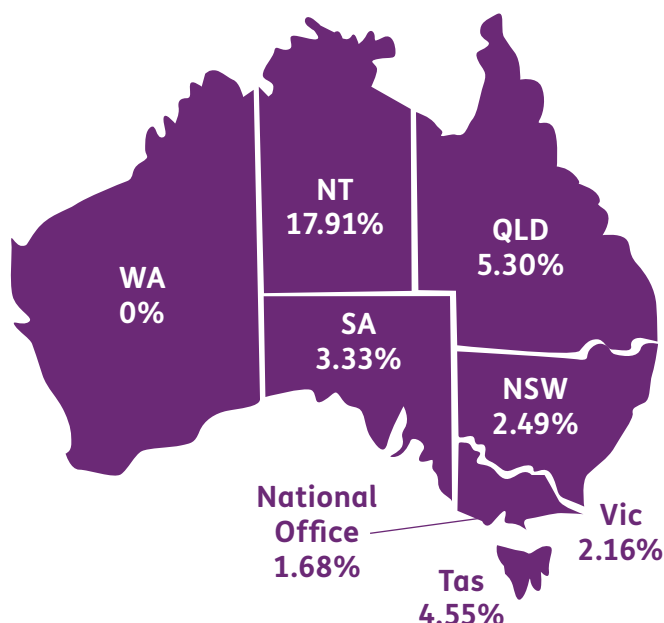 NT
17.91%
QLD
5.30%
WA
0%
SA
3.33%
NSW
2.49%
National
Office
1.68%
Vic
2.16%
Tas
4.55%